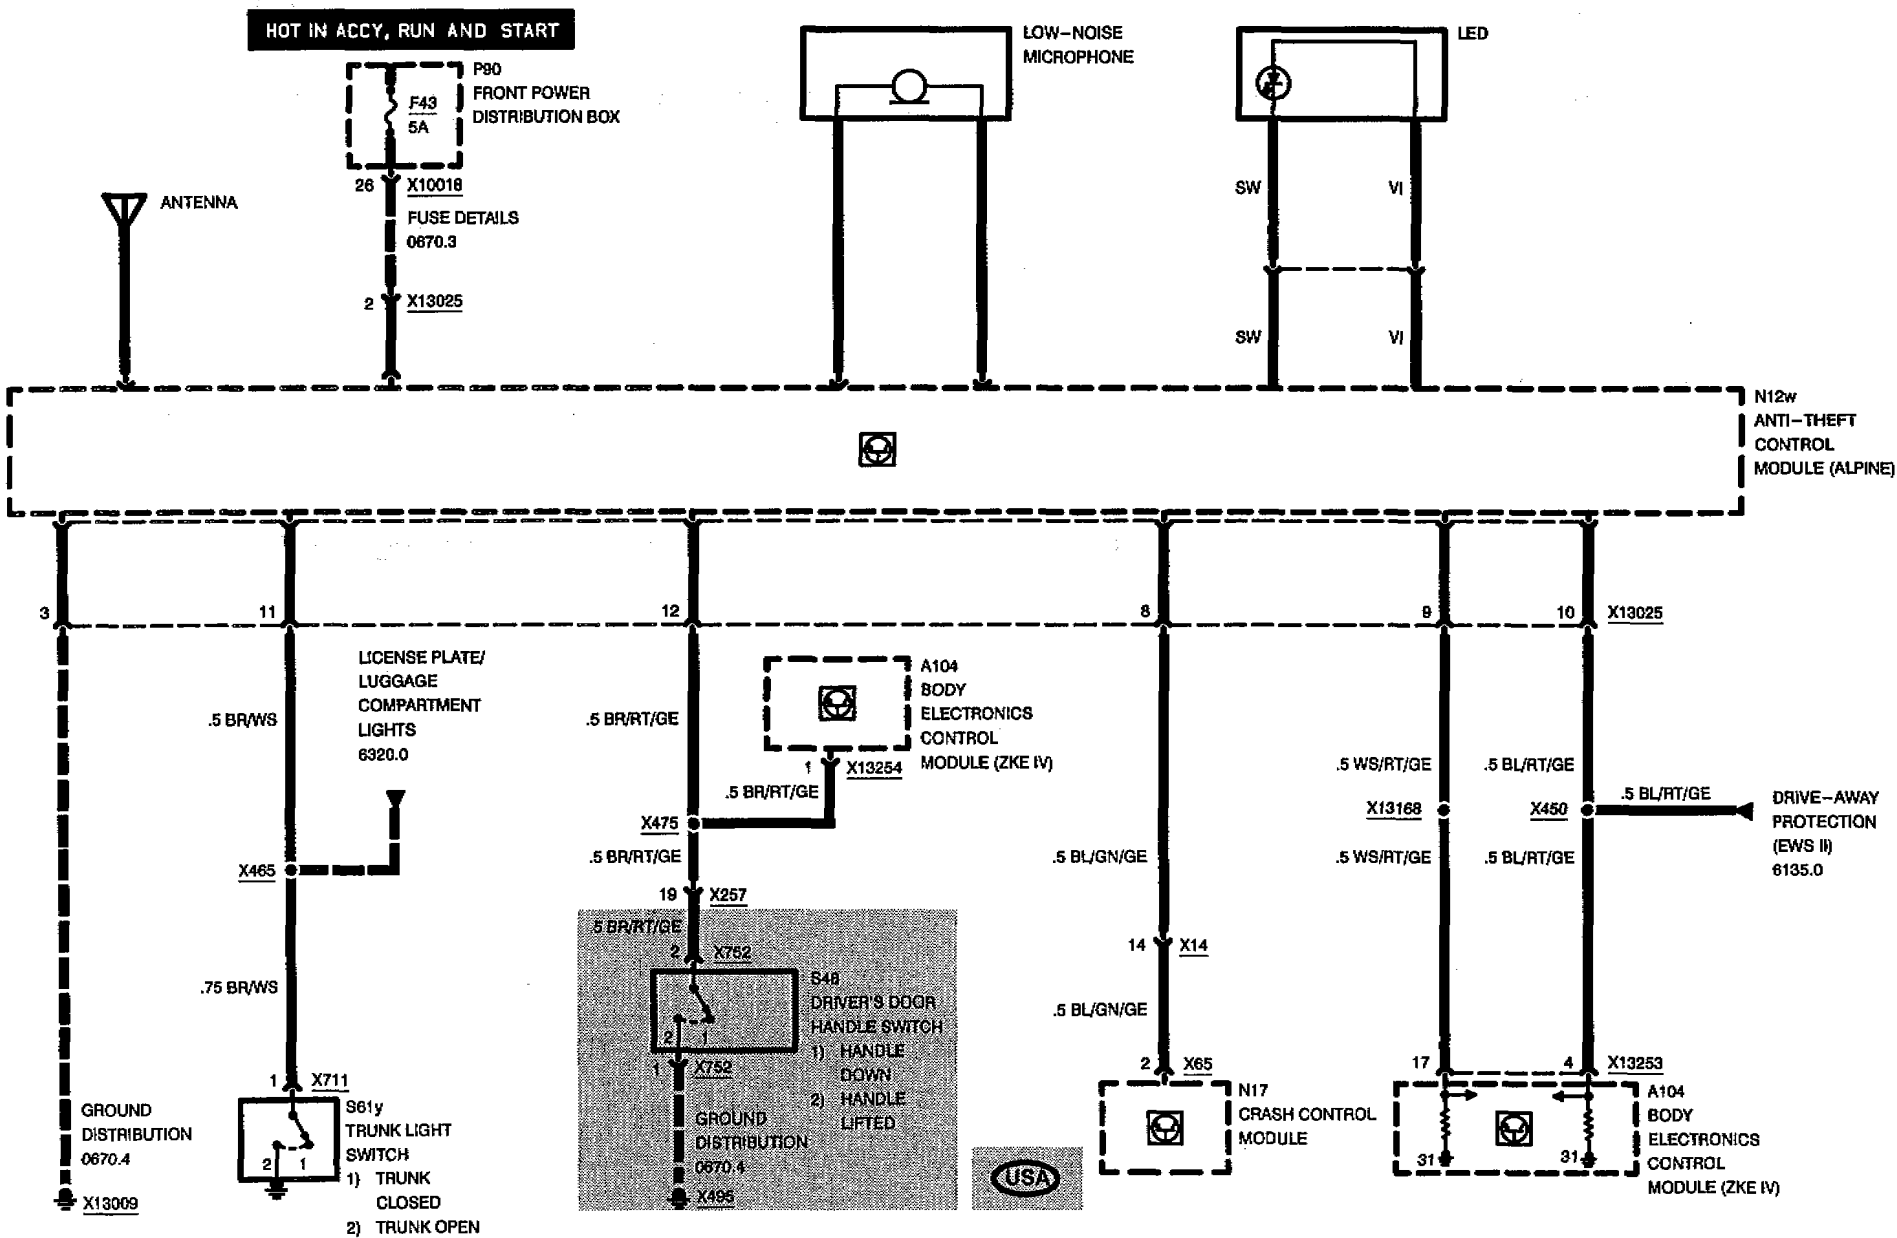 HOT IN ACCY, RUN AND START
P90
FRONT POWER
DISTRIBUTION BOX
F43
5A
26
X10018
FUSE DETAILS
0670.3
2
X13025
ANTENNA
LOW-NOISE
MICROPHONE
LED
SW
VI
SW
VI
N12w
ANTI-THEFT
CONTROL
MODULE (ALPINE)
3
11
12
8
9
10
X13025
LICENSE PLATE/
LUGGAGE
COMPARTMENT
LIGHTS
6320.0
.5 BR/WS
X465
.75 BR/WS
1
X711
S61y
TRUNK LIGHT
SWITCH
1) TRUNK
CLOSED
2) TRUNK OPEN
2
1
GROUND
DISTRIBUTION
0670.4
X13009
.5 BR/RT/GE
A104
BODY
ELECTRONICS
CONTROL
MODULE (ZKE IV)
1
X13254
.5 BR/RT/GE
X475
.5 BR/RT/GE
19
X257
.5 BR/RT/GE
2
X752
S48
DRIVER'S DOOR
HANDLE SWITCH
1) HANDLE
DOWN
2) HANDLE
LIFTED
2
1
1
X752
GROUND
DISTRIBUTION
0670.4
X495
USA
.5 BL/GN/GE
14
X14
.5 BL/GN/GE
2
X65
N17
CRASH CONTROL
MODULE
.5 WS/RT/GE
.5 BL/RT/GE
X13168
X450
.5 BL/RT/GE
DRIVE-AWAY
PROTECTION
(EWS II)
6135.0
.5 WS/RT/GE
.5 BL/RT/GE
17
4
X13253
A104
BODY
ELECTRONICS
CONTROL
MODULE (ZKE IV)
31
31